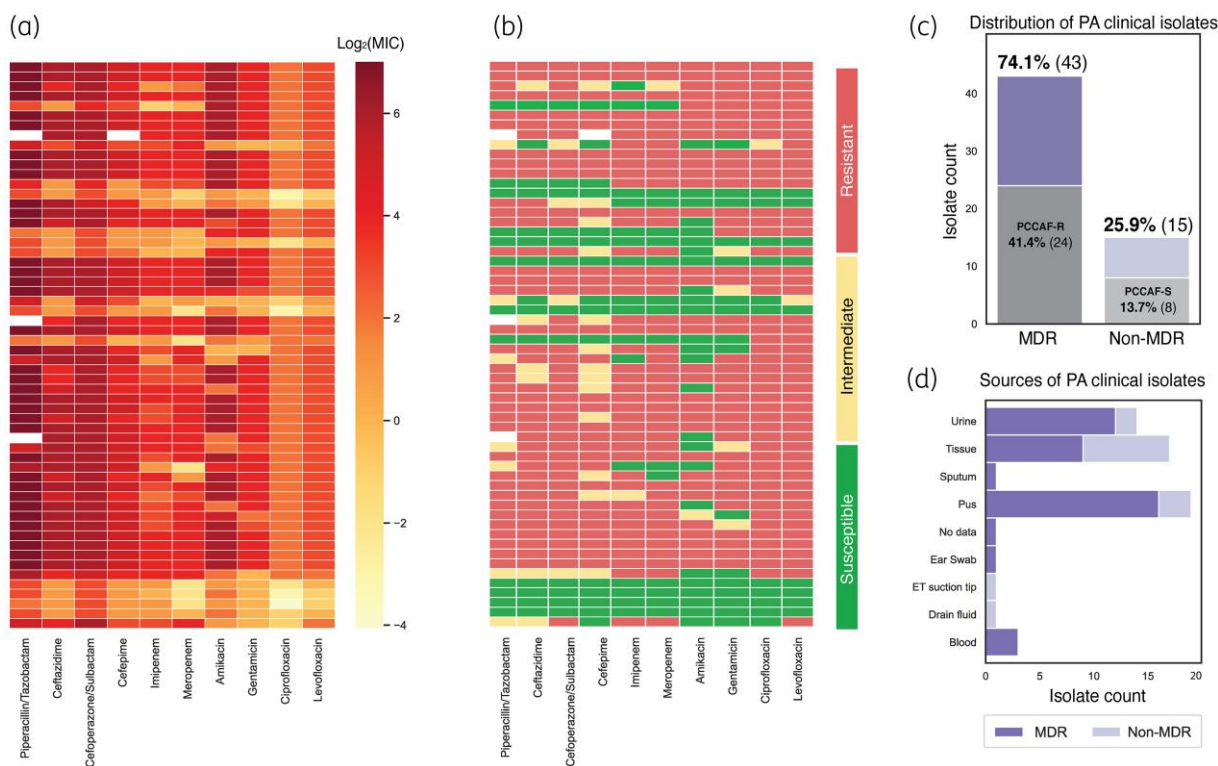 (a)
Log₂(MIC)
6
4
2
0
−2
−4
Piperacillin/Tazobactam
Ceftazidime
Cefoperazone/Sulbactam
Cefepime
Imipenem
Meropenem
Amikacin
Gentamicin
Ciprofloxacin
Levofloxacin
(b)
Resistant
Intermediate
Susceptible
Piperacillin/Tazobactam
Ceftazidime
Cefoperazone/Sulbactam
Cefepime
Imipenem
Meropenem
Amikacin
Gentamicin
Ciprofloxacin
Levofloxacin
(c)
Distribution of PA clinical isolates
74.1% (43)
40
30
20
10
0
Isolate count
PCCAF-R
41.4% (24)
25.9% (15)
PCCAF-S
13.7% (8)
MDR
Non-MDR
(d)
Sources of PA clinical isolates
Urine
Tissue
Sputum
Pus
No data
Ear Swab
ET suction tip
Drain fluid
Blood
0 5 10 15 20
Isolate count
MDR Non-MDR